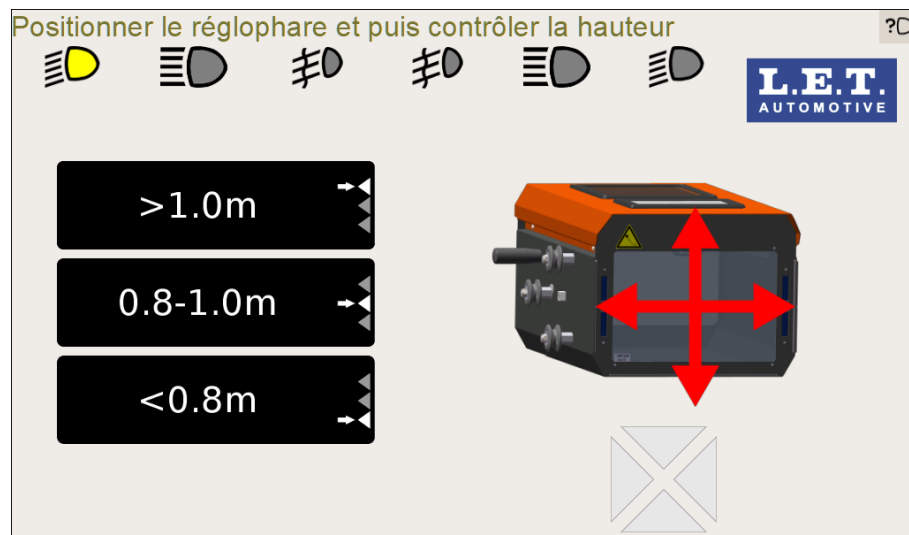 Positionner le réglophare et puis contrôler la hauteur
?
L.E.T.
AUTOMOTIVE
>1.0m
0.8-1.0m
<0.8m